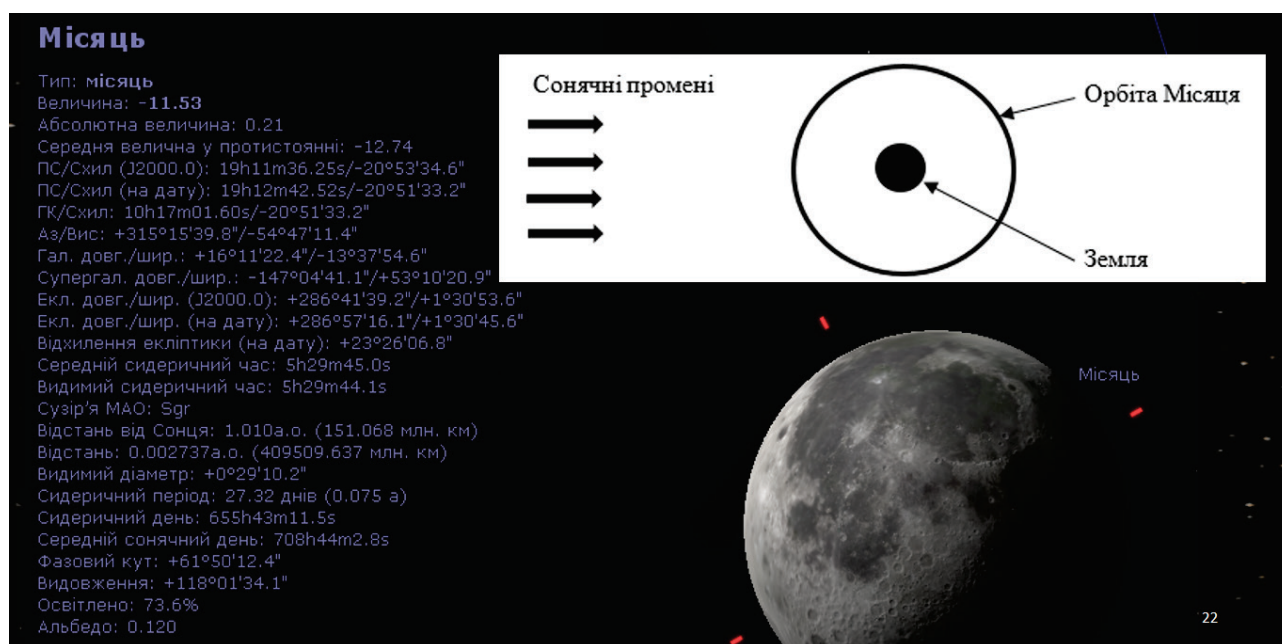 Місяць
Тип: місяць
Величина: -11.53
Абсолютна величина: 0.21
Середня велична у протистоянні: -12.74
ПС/Схил (J2000.0): 19h11m36.25s/-20°53'34.6"
ПС/Схил (на дату): 19h12m42.52s/-20°51'33.2"
ГК/Схил: 10h17m01.60s/-20°51'33.2"
Аз/Вис: +315°15'39.8"/-54°47'11.4"
Гал. довг./шир.: +16°11'22.4"/-13°37'54.6"
Супергал. довг./шир.: -147°04'41.1"/+53°10'20.9"
Екл. довг./шир. (J2000.0): +286°41'39.2"/+1°30'53.6"
Екл. довг./шир. (на дату): +286°57'16.1"/+1°30'45.6"
Відхилення екліптики (на дату): +23°26'06.8"
Середній сидеричний час: 5h29m45.0s
Видимий сидеричний час: 5h29m44.1s
Сузір'я МАО: Sgr
Відстань від Сонця: 1.010а.о. (151.068 млн. км)
Відстань: 0.002737а.о. (409509.637 млн. км)
Видимий діаметр: +0°29'10.2"
Сидеричний період: 27.32 днів (0.075 a)
Сидеричний день: 655h43m11.5s
Середній сонячний день: 708h44m2.8s
Фазовий кут: +61°50'12.4"
Видовження: +118°01'34.1"
Освітлено: 73.6%
Альбедо: 0.120
Сонячні промені
Орбіта Місяця
Земля
Місяць
22